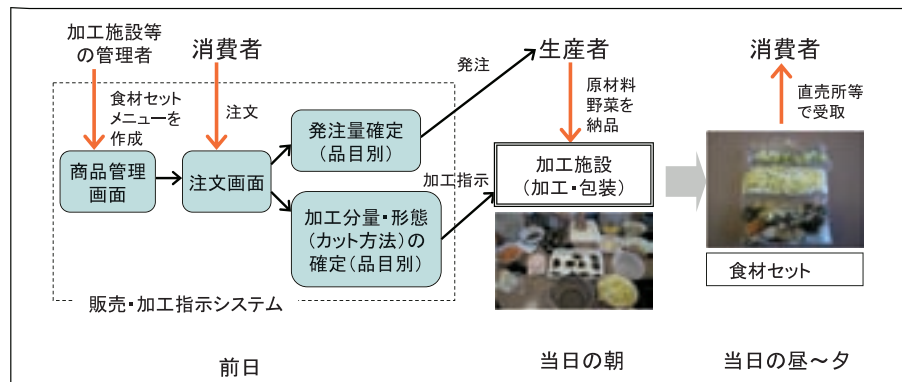 加工施設等
の管理者
消費者
食材セット
メニューを
作成
注文
商品管理
画面
注文画面
発注量確定
(品目別)
加工分量・形態
(カット方法)の
確定(品目別)
販売・加工指示システム
前日
発注
加工指示
生産者
原材料
野菜を
納品
加工施設
(加工・包装)
当日の朝
消費者
直売所等
で受取
食材セット
当日の昼～夕